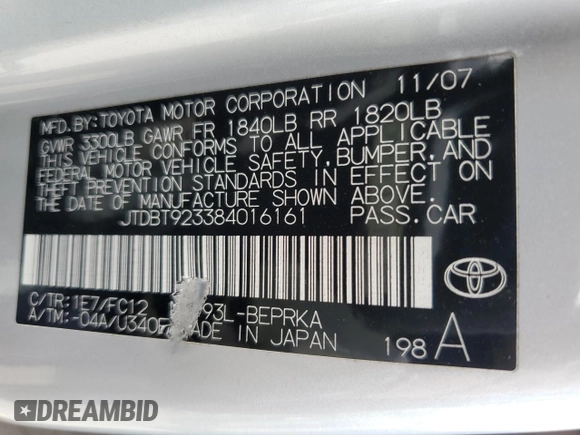 MFD. BY: TOYOTA MOTOR CORPORATION 11/07
GVWR 3300LB GAWR FR 1840LB RR 1820LB
THIS VEHICLE CONFORMS TO ALL APPLICABLE
FEDERAL MOTOR VEHICLE SAFETY, BUMPER, AND
THEFT PREVENTION STANDARDS IN EFFECT ON
THE DATE OF MANUFACTURE SHOWN ABOVE.
JTDBT923384016161 PASS. CAR
C/TR: 1E7/FC12 93L-BEPRKA
A/TM: -04A/U340 MADE IN JAPAN 198 A
DREAMBID